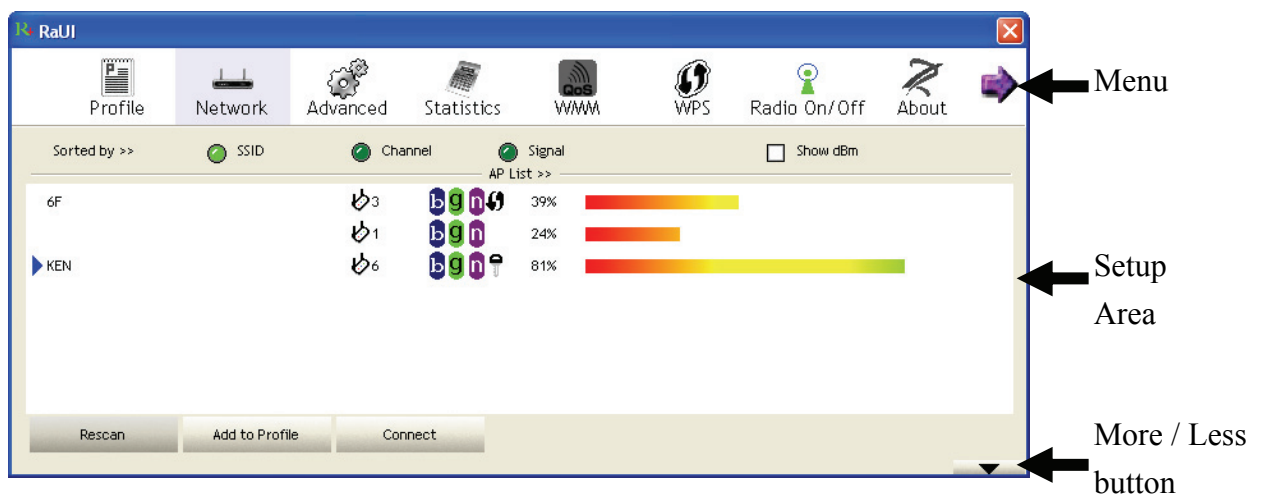 RaUI
Profile Network Advanced Statistics QoS WMM WPS Radio On/Off About
Menu
Sorted by >> SSID Channel Signal Show dBm
AP List >>
6F 3 b g n 39%
1 b g n 24%
KEN 6 b g n 81%
Setup
Area
Rescan Add to Profile Connect
More / Less
button